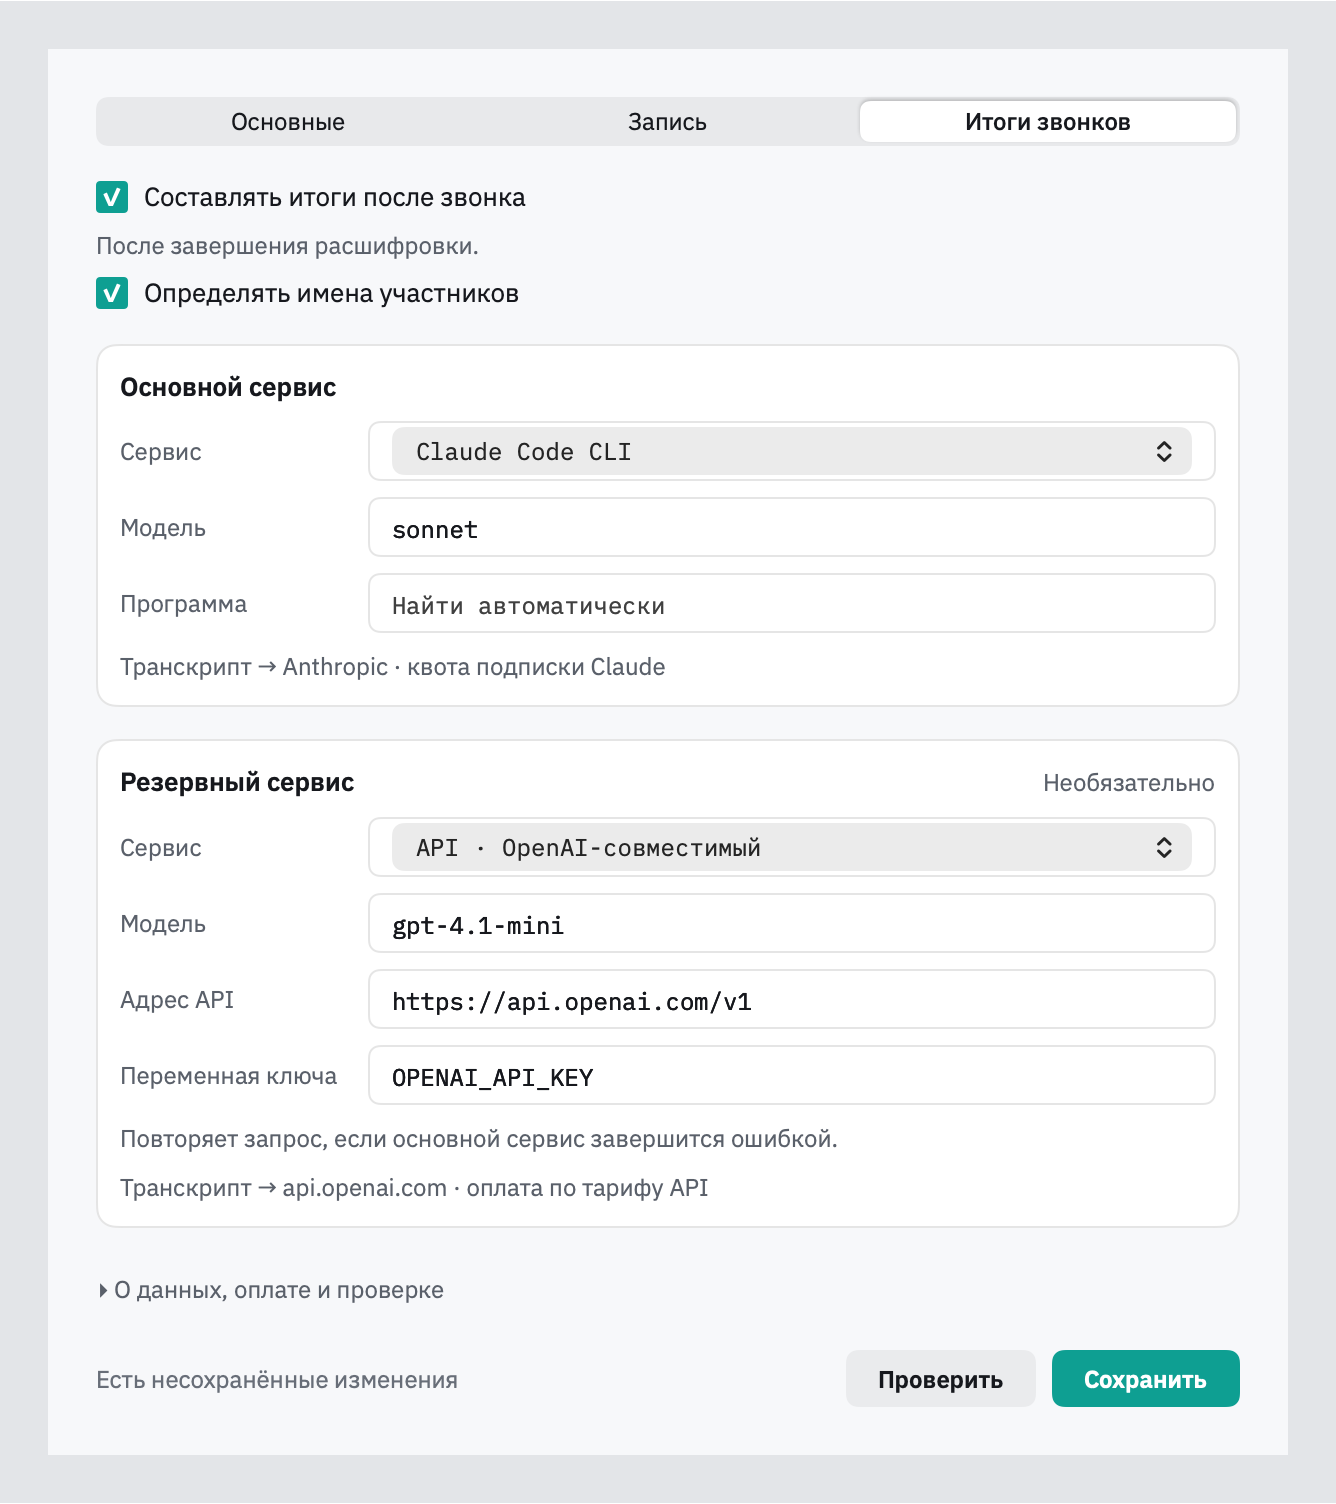 Основные
Запись
Итоги звонков
Составлять итоги после звонка
После завершения расшифровки.
Определять имена участников
Основной сервис
Сервис
Claude Code CLI
Модель
sonnet
Программа
Найти автоматически
Транскрипт → Anthropic · квота подписки Claude
Резервный сервис
Необязательно
Сервис
API · OpenAI-совместимый
Модель
gpt-4.1-mini
Адрес API
https://api.openai.com/v1
Переменная ключа
OPENAI_API_KEY
Повторяет запрос, если основной сервис завершится ошибкой.
Транскрипт → api.openai.com · оплата по тарифу API
О данных, оплате и проверке
Есть несохранённые изменения
Проверить
Сохранить